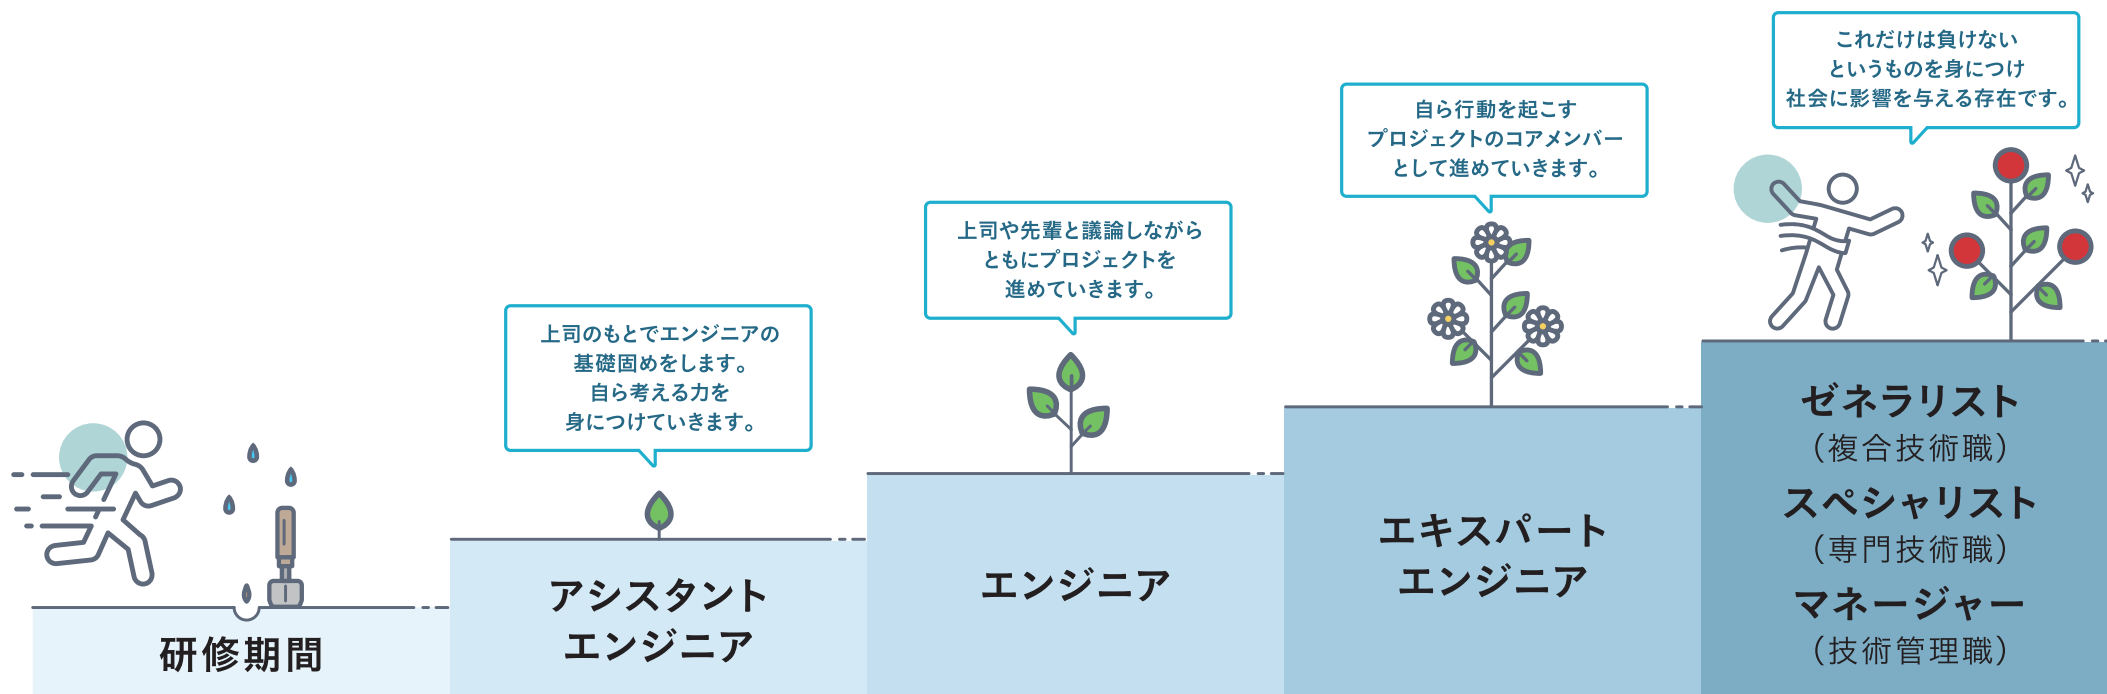 研修期間
上司のもとでエンジニアの
基礎固めをします。
自ら考える力を
身につけていきます。
アシスタント
エンジニア
上司や先輩と議論しながら
ともにプロジェクトを
進めていきます。
エンジニア
自ら行動を起こす
プロジェクトのコアメンバー
として進めていきます。
エキスパート
エンジニア
これだけは負けない
というものを身につけ
社会に影響を与える存在です。
ゼネラリスト
（複合技術職）
スペシャリスト
（専門技術職）
マネージャー
（技術管理職）